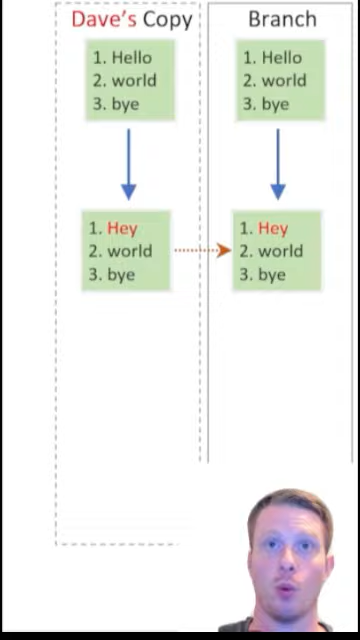 Dave's Copy
1. Hello
2. world
3. bye
1. Hey
2. world
3. bye
Branch
1. Hello
2. world
3. bye
1. Hey
2. world
3. bye